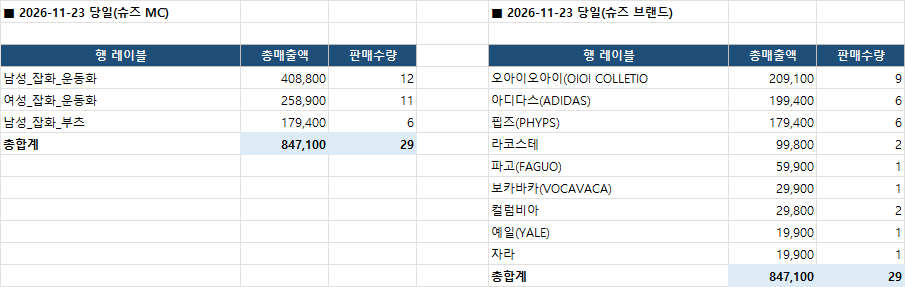 ■ 2026-11-23 당일(슈즈 MC)
행 레이블 총매출액 판매수량
남성_잡화_운동화 408,800 12
여성_잡화_운동화 258,900 11
남성_잡화_부츠 179,400 6
총합계 847,100 29
■ 2026-11-23 당일(슈즈 브랜드)
행 레이블 총매출액 판매수량
오아이오아이(OIOI COLLETIO 209,100 9
아디다스(ADIDAS) 199,400 6
핍즈(PHYPS) 179,400 6
라코스테 99,800 2
파고(FAGUO) 59,900 1
보카바카(VOCAVACA) 29,900 1
컬럼비아 29,800 2
예일(YALE) 19,900 1
자라 19,900 1
총합계 847,100 29